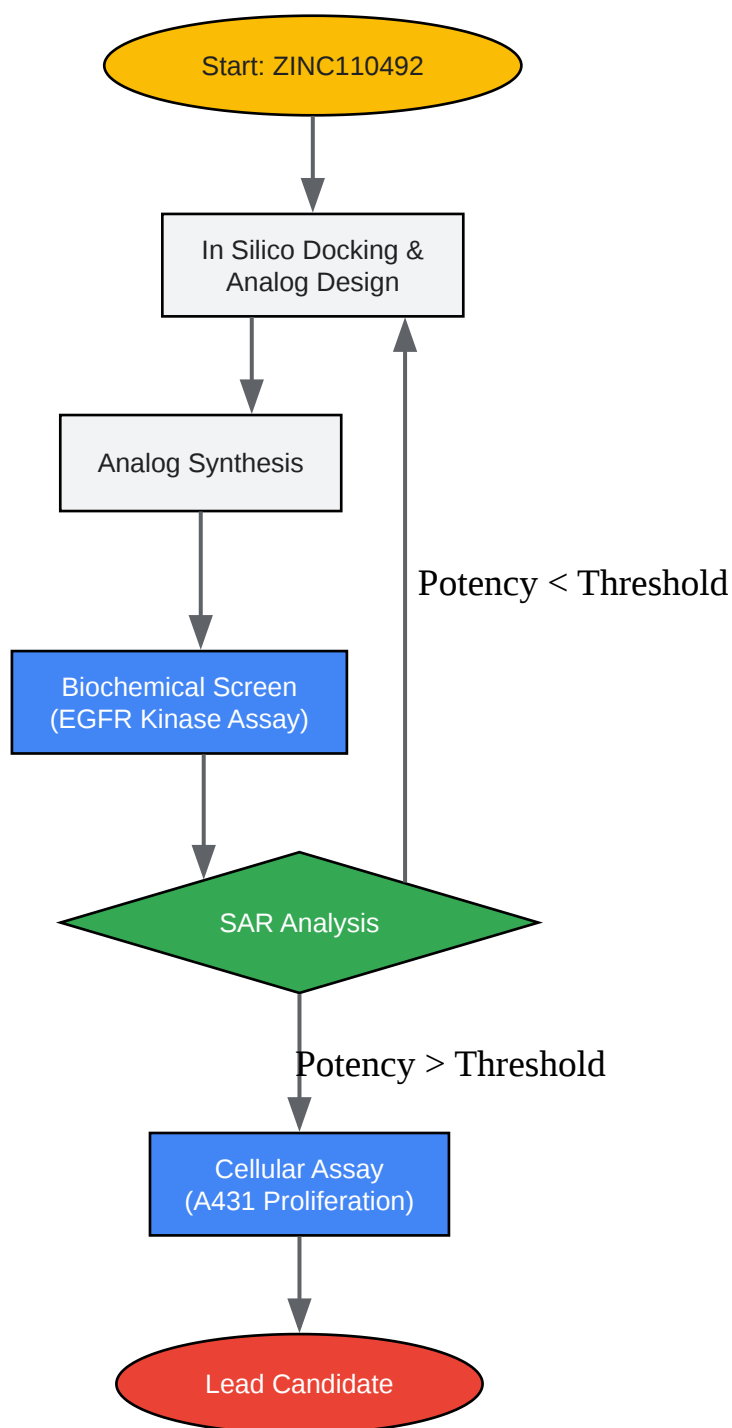 Start: ZINC110492
In Silico Docking &
Analog Design
Analog Synthesis
Potency < Threshold
Biochemical Screen
(EGFR Kinase Assay)
SAR Analysis
Potency > Threshold
Cellular Assay
(A431 Proliferation)
Lead Candidate